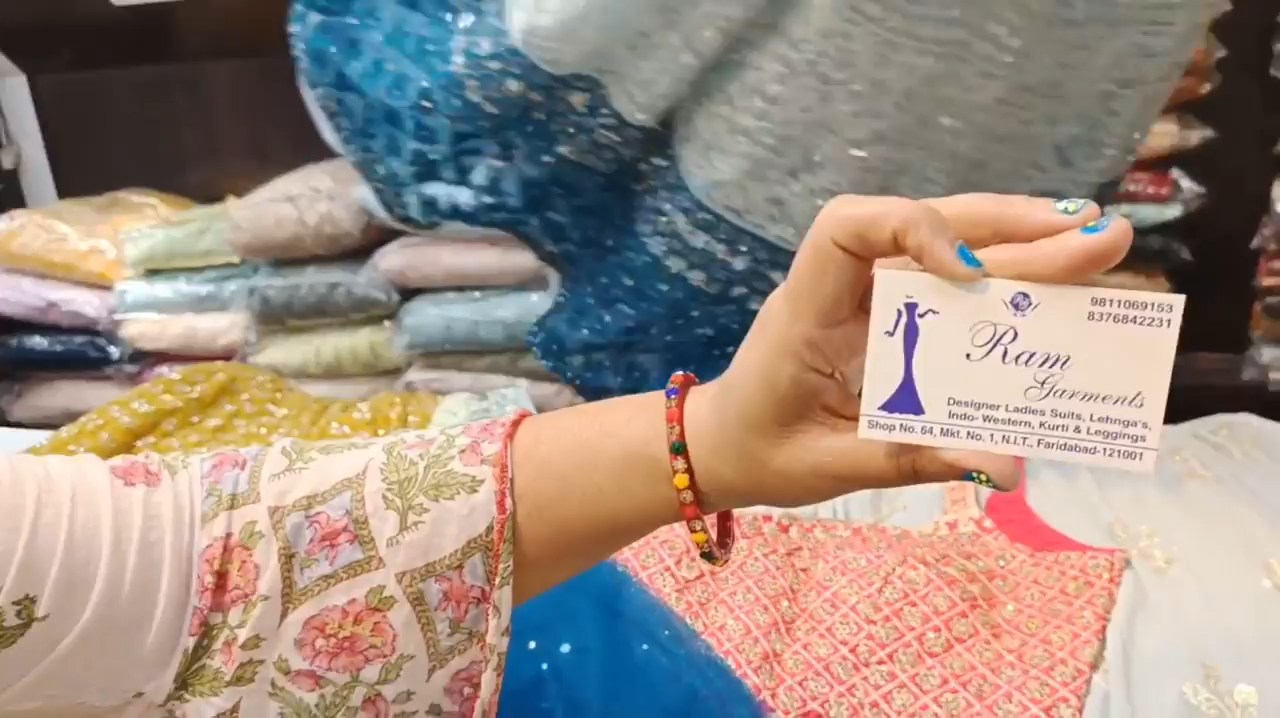 9811069153
8376842231
Ram
Garments
Designer Ladies Suits, Lehnga's,
Indo- Western, Kurti & Leggings
Shop No. 64, Mkt. No. 1, N.I.T., Faridabad-121001